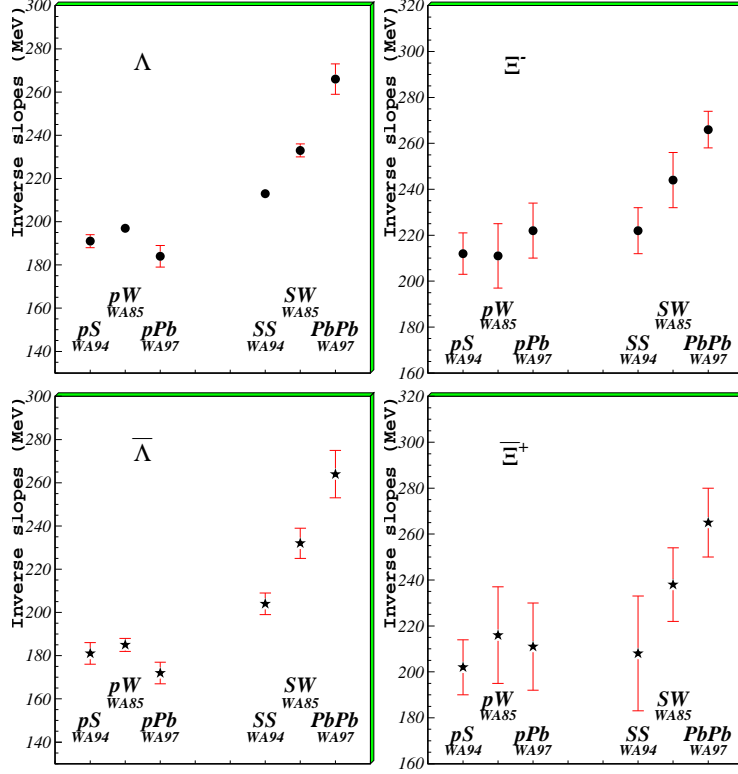 Inverse slopes (MeV)
300
280
260
240
220
200
180
160
140
Λ
pW
WA85
pS
WA94
pPb
WA97
SW
WA85
SS
WA94
PbPb
WA97
Inverse slopes (MeV)
320
300
280
260
240
220
200
180
160
Ξ⁻
pW
WA85
pS
WA94
pPb
WA97
SW
WA85
SS
WA94
PbPb
WA97
Inverse slopes (MeV)
300
280
260
240
220
200
180
160
140
Λ̅
pW
WA85
pS
WA94
pPb
WA97
SW
WA85
SS
WA94
PbPb
WA97
Inverse slopes (MeV)
320
300
280
260
240
220
200
180
160
Ξ̅⁺
pW
WA85
pS
WA94
pPb
WA97
SW
WA85
SS
WA94
PbPb
WA97